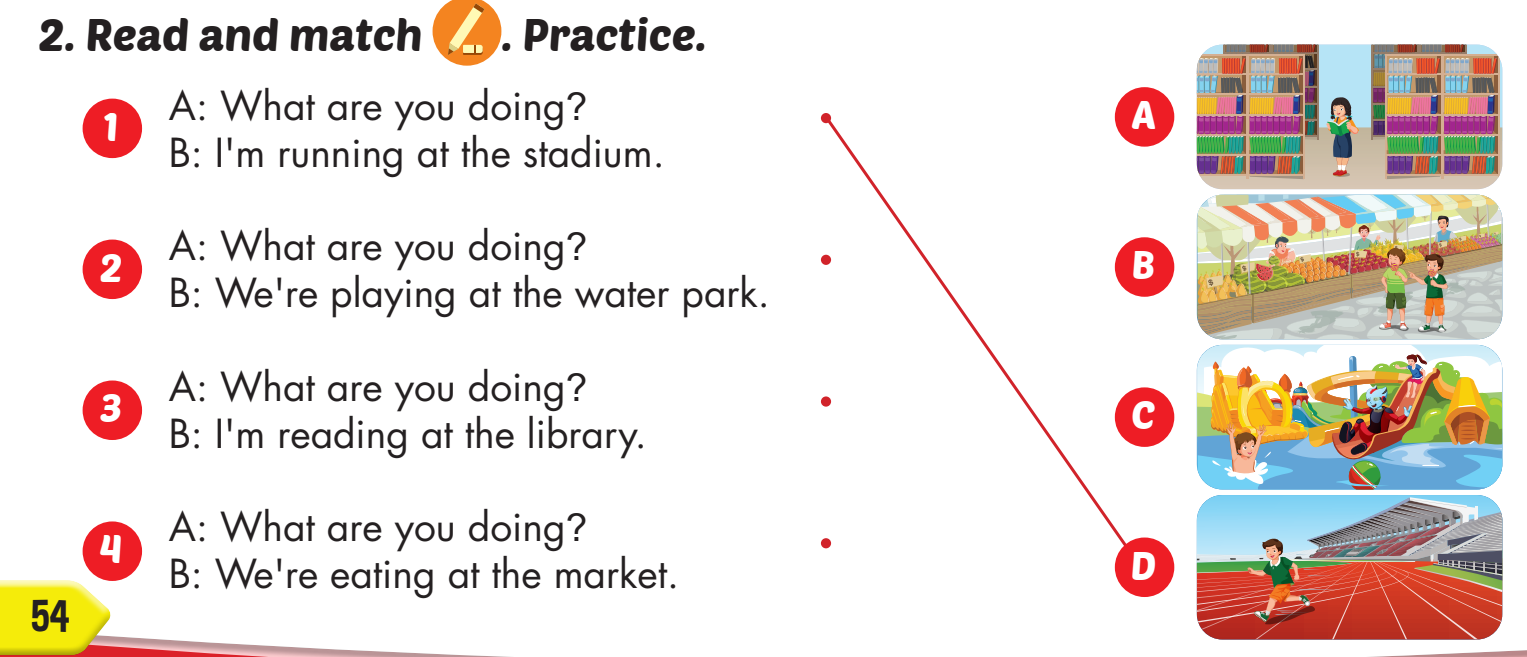 2. Read and match . Practice.
1
A: What are you doing?
B: I'm running at the stadium.
2
A: What are you doing?
B: We're playing at the water park.
3
A: What are you doing?
B: I'm reading at the library.
4
A: What are you doing?
B: We're eating at the market.
A
B
C
D
54